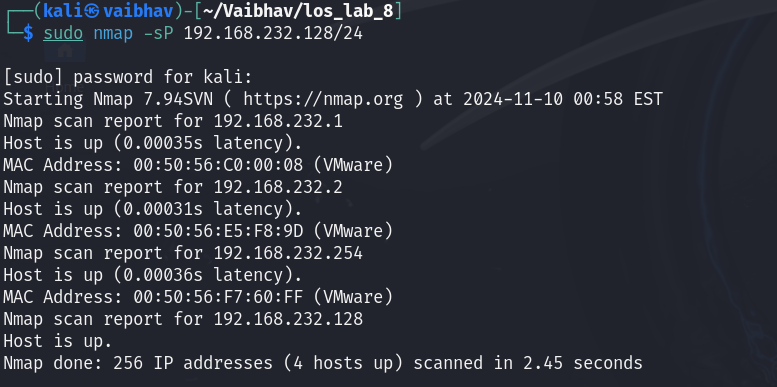 ┌──(kali㉿vaibhav)-[~/Vaibhav/los_lab_8]
└─$ sudo nmap -sP 192.168.232.128/24
[sudo] password for kali:
Starting Nmap 7.94SVN ( https://nmap.org ) at 2024-11-10 00:58 EST
Nmap scan report for 192.168.232.1
Host is up (0.00035s latency).
MAC Address: 00:50:56:C0:00:08 (VMware)
Nmap scan report for 192.168.232.2
Host is up (0.00031s latency).
MAC Address: 00:50:56:E5:F8:9D (VMware)
Nmap scan report for 192.168.232.254
Host is up (0.00036s latency).
MAC Address: 00:50:56:F7:60:FF (VMware)
Nmap scan report for 192.168.232.128
Host is up.
Nmap done: 256 IP addresses (4 hosts up) scanned in 2.45 seconds